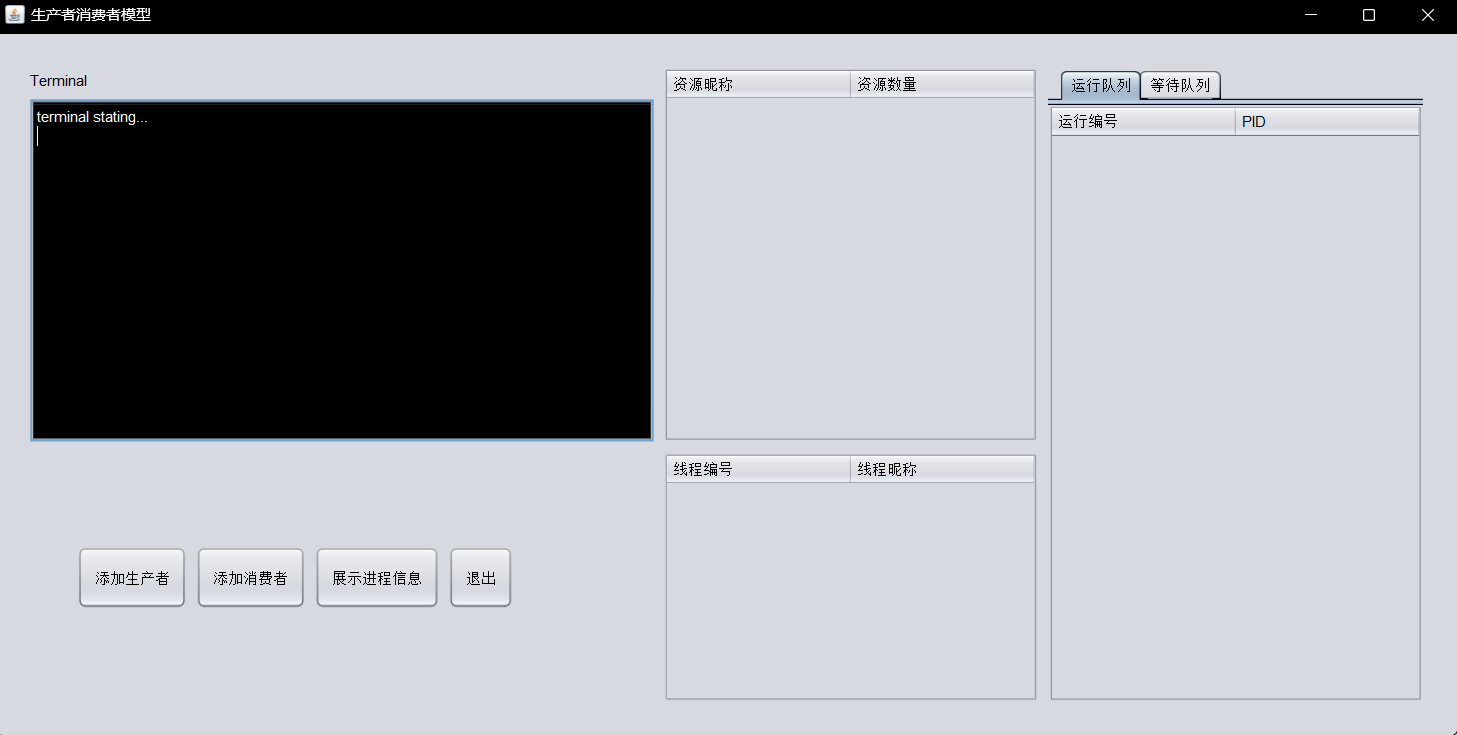 生产者消费者模型
Terminal
terminal stating...
资源昵称 资源数量
线程编号 线程昵称
运行队列 等待队列
运行编号 PID
添加生产者 添加消费者 展示进程信息 退出